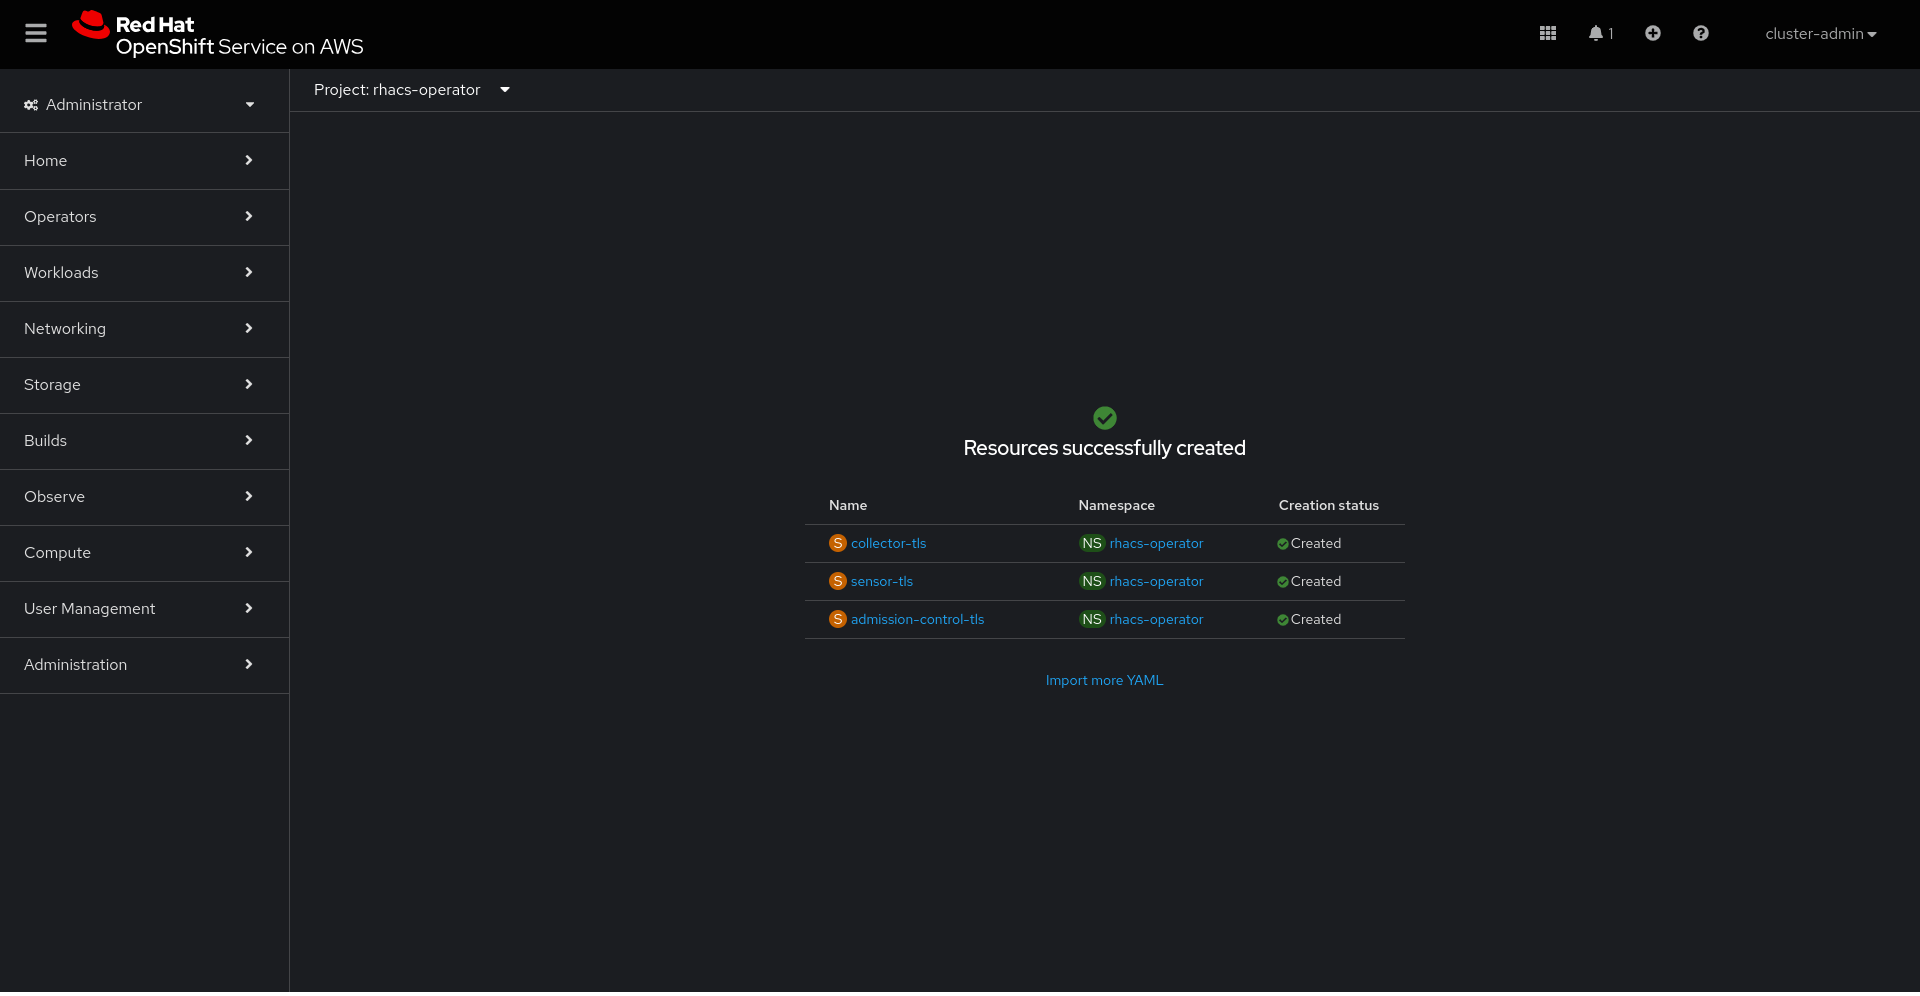 Red Hat
OpenShift Service on AWS
1
cluster-admin
Administrator
Home
Operators
Workloads
Networking
Storage
Builds
Observe
Compute
User Management
Administration
Project: rhacs-operator
Resources successfully created
Name Namespace Creation status
S collector-tls NS rhacs-operator Created
S sensor-tls NS rhacs-operator Created
S admission-control-tls NS rhacs-operator Created
Import more YAML